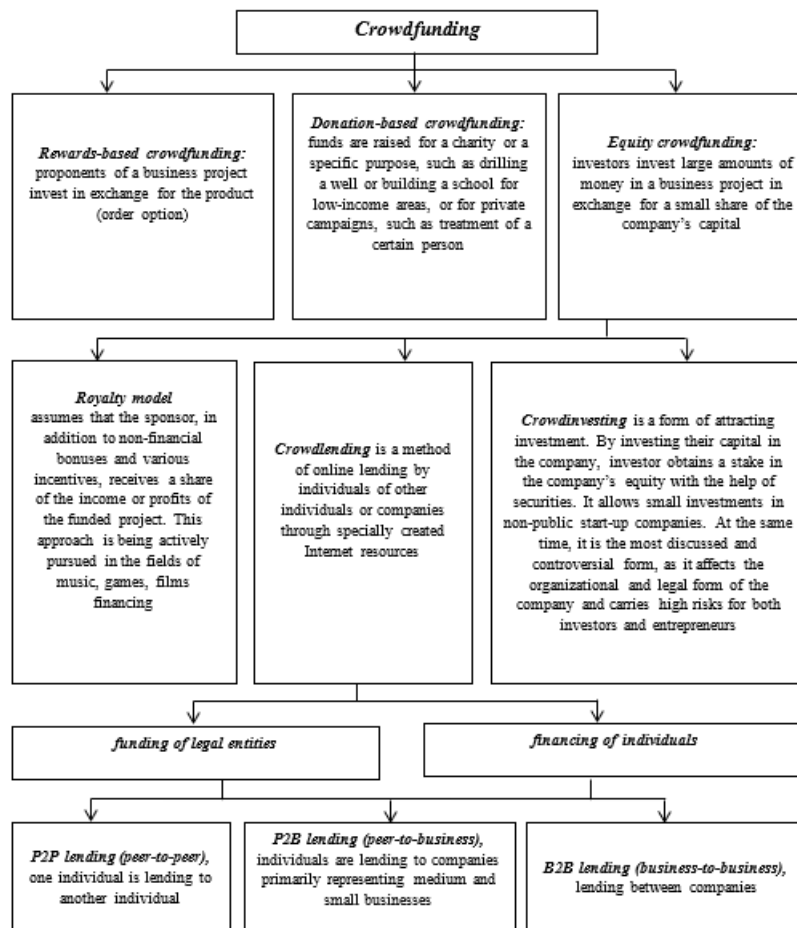 Crowdfunding
Rewards-based crowdfunding:
proponents of a business project
invest in exchange for the product
(order option)
Donation-based crowdfunding:
funds are raised for a charity or a
specific purpose, such as drilling
a well or building a school for
low-income areas, or for private
campaigns, such as treatment of a
certain person
Equity crowdfunding:
investors invest large amounts of
money in a business project in
exchange for a small share of the
company’s capital
Royalty model
assumes that the sponsor, in
addition to non-financial
bonuses and various
incentives, receives a share
of the income or profits of
the funded project. This
approach is being actively
pursued in the fields of
music, games, films
financing
Crowdlending is a method
of online lending by
individuals of other
individuals or companies
through specially created
Internet resources
Crowdinvesting is a form of attracting
investment. By investing their capital in
the company, investor obtains a stake in
the company’s equity with the help of
securities. It allows small investments in
non-public start-up companies. At the same
time, it is the most discussed and
controversial form, as it affects the
organizational and legal form of the
company and carries high risks for both
investors and entrepreneurs
funding of legal entities
financing of individuals
P2P lending (peer-to-peer),
one individual is lending to
another individual
P2B lending (peer-to-business),
individuals are lending to companies
primarily representing medium and
small businesses
B2B lending (business-to-business),
lending between companies